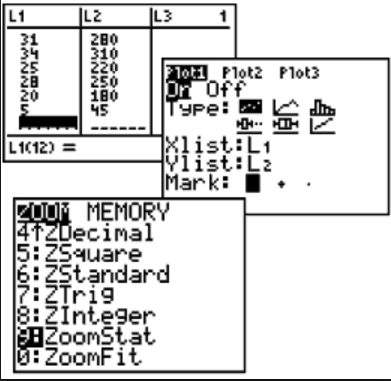 L1 L2 L3 1
31 280
34 310
25 220
28 250
20 180
5 45
------
L1(12) =
Plot1 Plot2 Plot3
On Off
Type:
Xlist:L1
Ylist:L2
Mark: + ·
ZOOM MEMORY
4↑ZDecimal
5:ZSquare
6:ZStandard
7:ZTrig
8:ZInteger
9:ZoomStat
0:ZoomFit